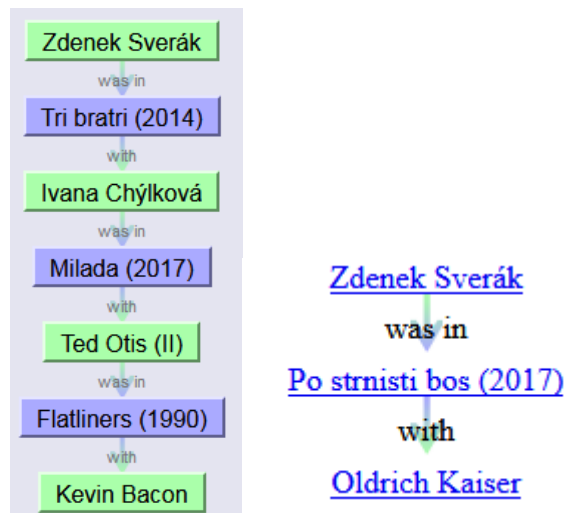 Zdenek Sverák
was in
Tri bratri (2014)
with
Ivana Chýlková
was in
Milada (2017)
with
Ted Otis (II)
was in
Flatliners (1990)
with
Kevin Bacon
Zdenek Sverák
was in
Po strnisti bos (2017)
with
Oldrich Kaiser